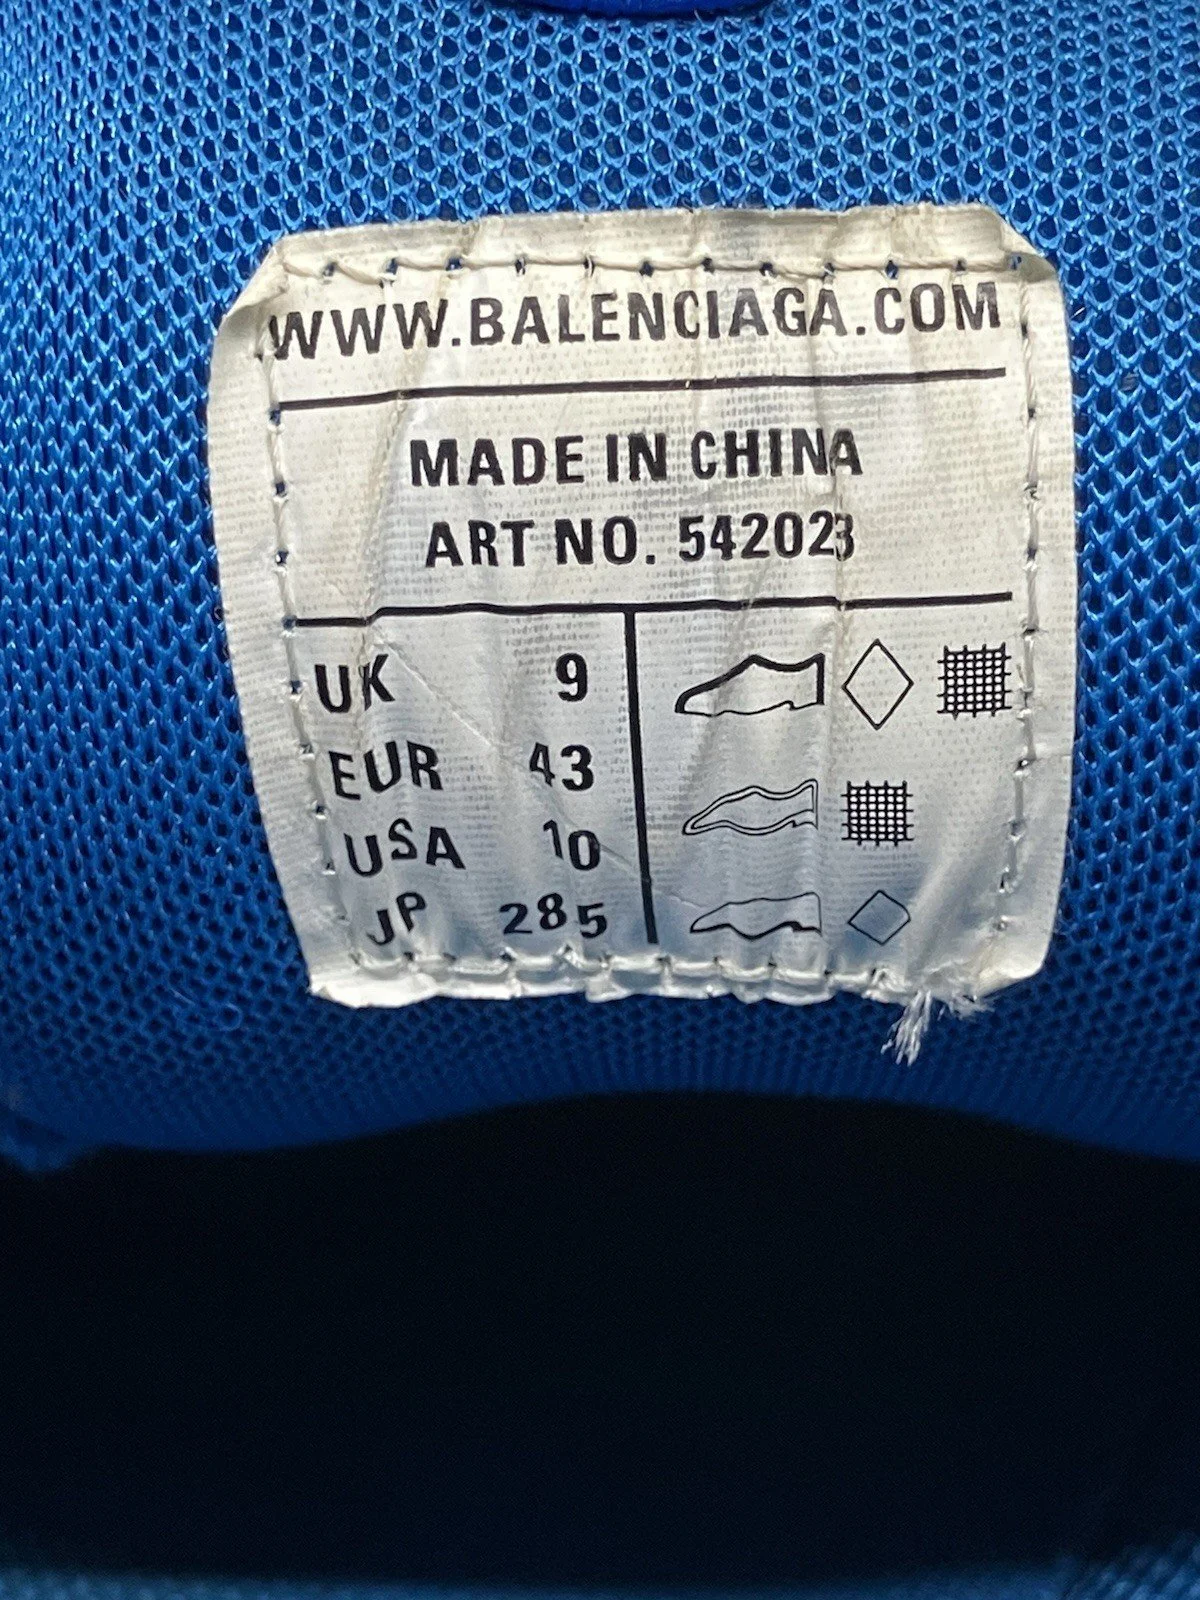 WWW.BALENCIAGA.COM
MADE IN CHINA
ART NO. 542023
UK 9
EUR 43
USA 10
JP 285